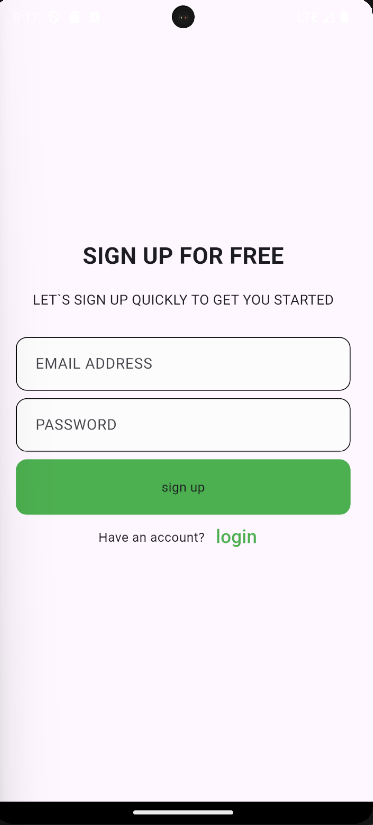 LTE
SIGN UP FOR FREE
LET`S SIGN UP QUICKLY TO GET YOU STARTED
EMAIL ADDRESS
PASSWORD
sign up
Have an account? login